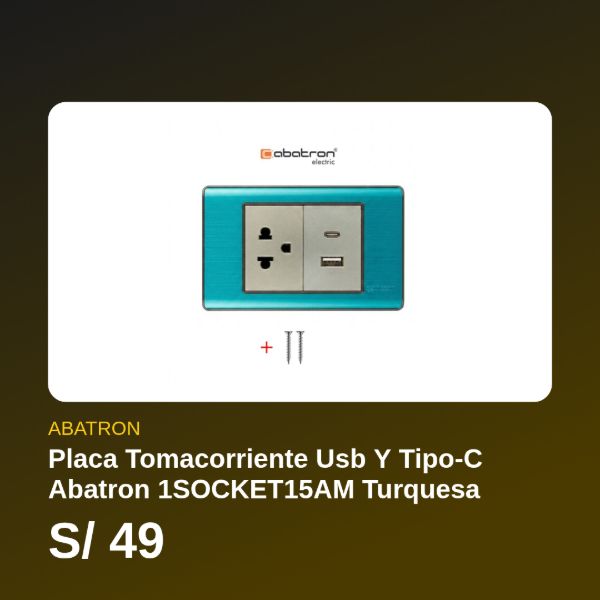 abatron®
electric
ABATRON
Placa Tomacorriente Usb Y Tipo-C
Abatron 1SOCKET15AM Turquesa
S/ 49